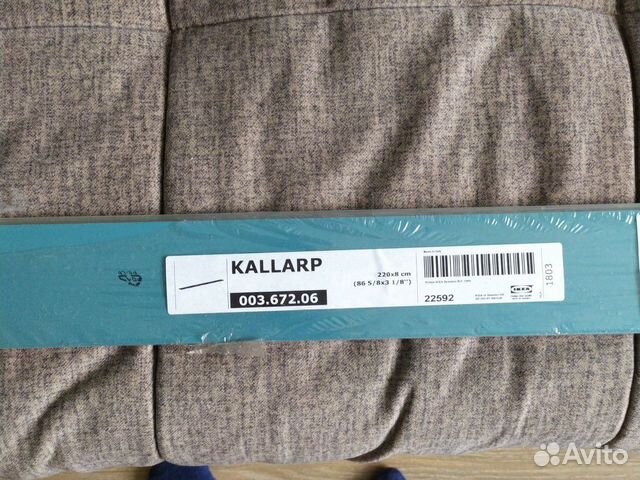 KALLARP
220x8 cm
(86 5/8x3 1/8")
003.672.06
22592
IKEA
1803
Avito